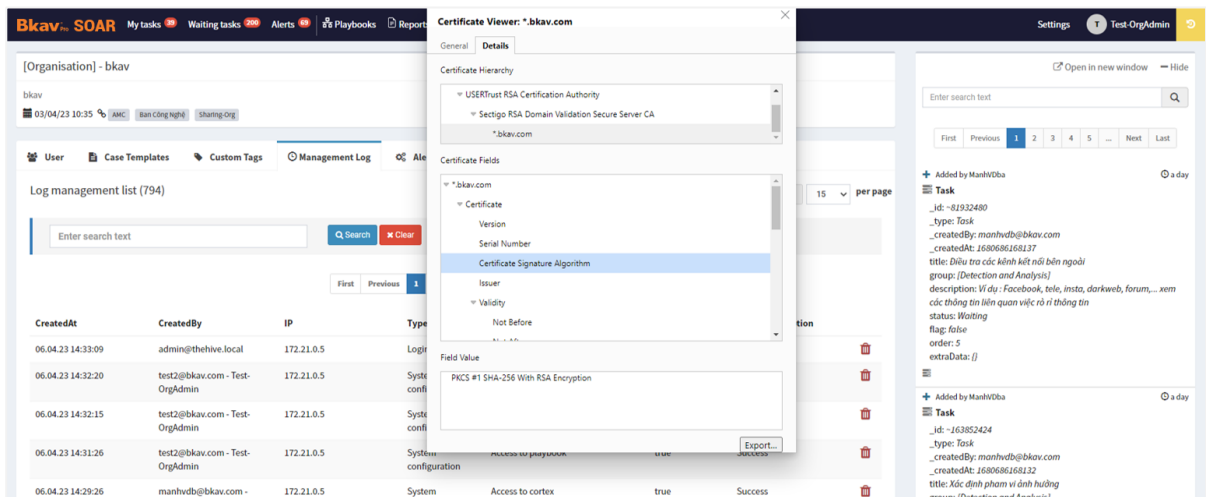 Bkav Pro SOAR My tasks 39 Waiting tasks 200 Alerts 69 Playbooks Report
Settings T Test-OrgAdmin
[Organisation] - bkav
bkav
03/04/23 10:35 AMC Ban Công Nghệ Sharing-Org
User Case Templates Custom Tags Management Log Ale
Log management list (794)
15 per page
Enter search text Search Clear
First Previous 1
CreatedAt CreatedBy IP Type tion
06.04.23 14:33:09 admin@thehive.local 172.21.0.5 Login
06.04.23 14:32:20 test2@bkav.com - Test- 172.21.0.5 Syste
OrgAdmin confi
06.04.23 14:32:15 test2@bkav.com - Test- 172.21.0.5 Syste
OrgAdmin confi
06.04.23 14:31:26 test2@bkav.com - Test- 172.21.0.5 System Access to playbook true Success
OrgAdmin configuration
06.04.23 14:29:26 manhvdb@bkav.com - 172.21.0.5 System Access to cortex true Success
Certificate Viewer: *.bkav.com
General Details
Certificate Hierarchy
USERTrust RSA Certification Authority
Sectigo RSA Domain Validation Secure Server CA
*.bkav.com
Certificate Fields
*.bkav.com
Certificate
Version
Serial Number
Certificate Signature Algorithm
Issuer
Validity
Not Before
Field Value
PKCS #1 SHA-256 With RSA Encryption
Export...
Open in new window Hide
Enter search text
First Previous 1 2 3 4 5 ... Next Last
Added by ManhVDba a day
Task
_id: ~81932480
_type: Task
_createdBy: manhvdb@bkav.com
_createdAt: 1680686168137
title: Điều tra các kênh kết nối bên ngoài
group: [Detection and Analysis]
description: Ví dụ : Facebook, tele, insta, darkweb, forum,... xem
các thông tin liên quan việc rò rỉ thông tin
status: Waiting
flag: false
order: 5
extraData: {}
Added by ManhVDba a day
Task
_id: ~163852424
_type: Task
_createdBy: manhvdb@bkav.com
_createdAt: 1680686168132
title: Xác định phạm vi ảnh hưởng
group: [Detection and Analysis]